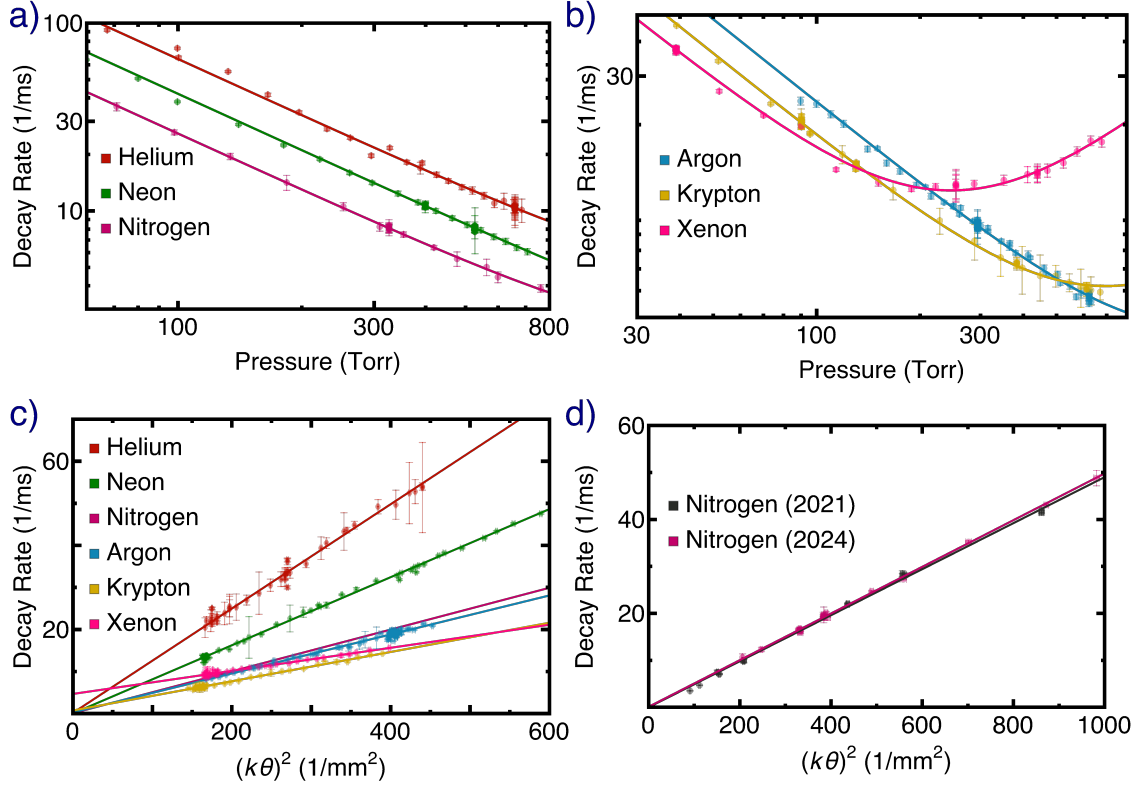 a)
100
30
10
Decay Rate (1/ms)
Helium
Neon
Nitrogen
100
300
800
Pressure (Torr)
b)
30
Decay Rate (1/ms)
Argon
Krypton
Xenon
30
100
300
Pressure (Torr)
c)
60
40
20
Decay Rate (1/ms)
Helium
Neon
Nitrogen
Argon
Krypton
Xenon
0
200
400
600
(kθ)² (1/mm²)
d)
60
40
20
Decay Rate (1/ms)
Nitrogen (2021)
Nitrogen (2024)
0
200
400
600
800
1000
(kθ)² (1/mm²)